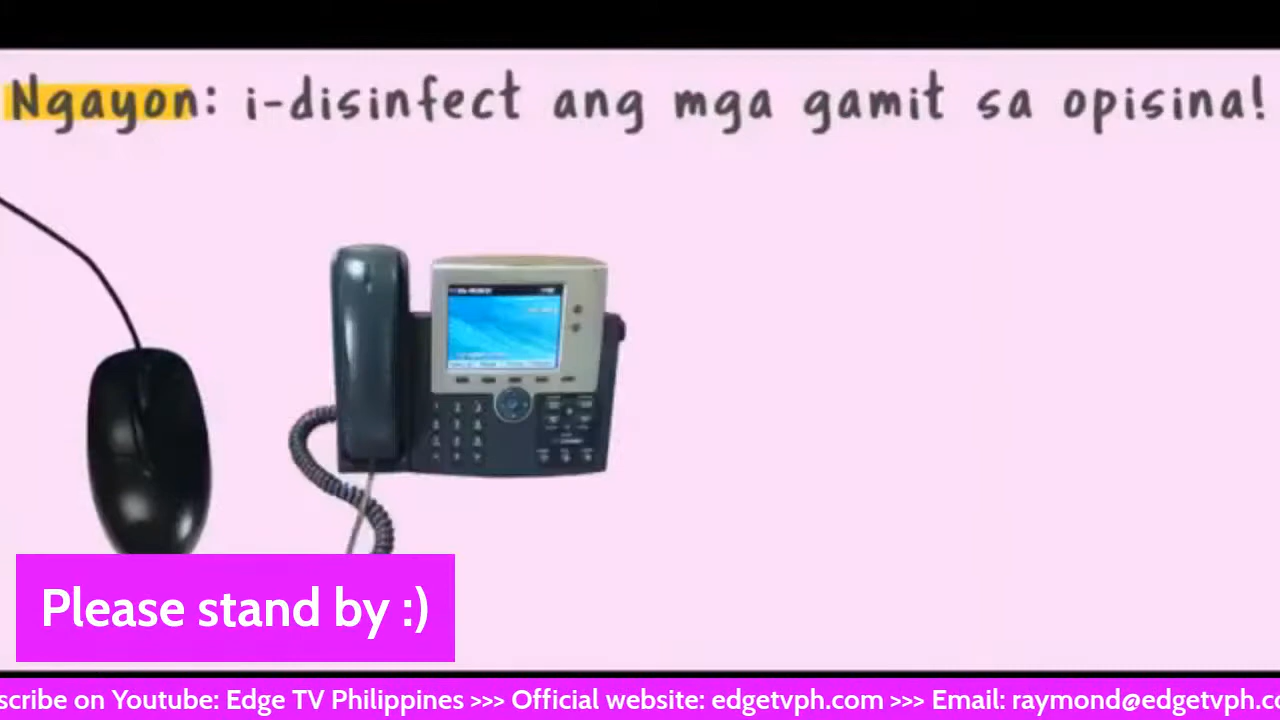 Ngayon: i-disinfect ang mga gamit sa opisina!
Please stand by :)
scribe on Youtube: Edge TV Philippines >>> Official website: edgetvph.com >>> Email: raymond@edgetvph.co